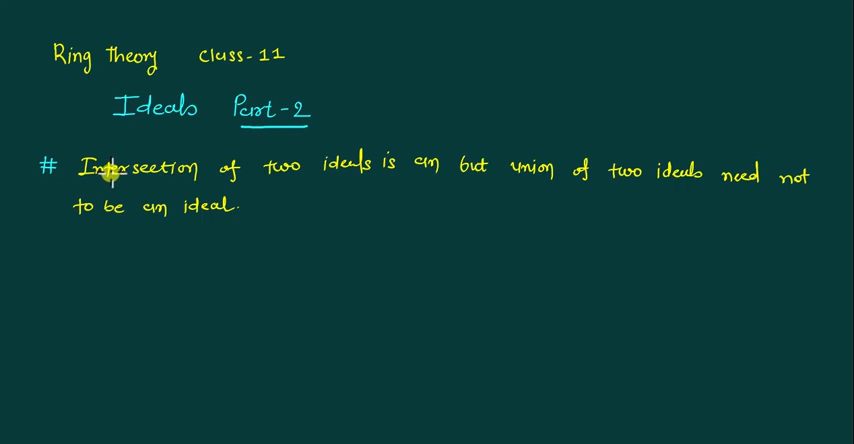 Ring Theory Class-11
Ideals Part-2
# Intersection of two ideals is an but union of two ideals need not
to be an ideal.